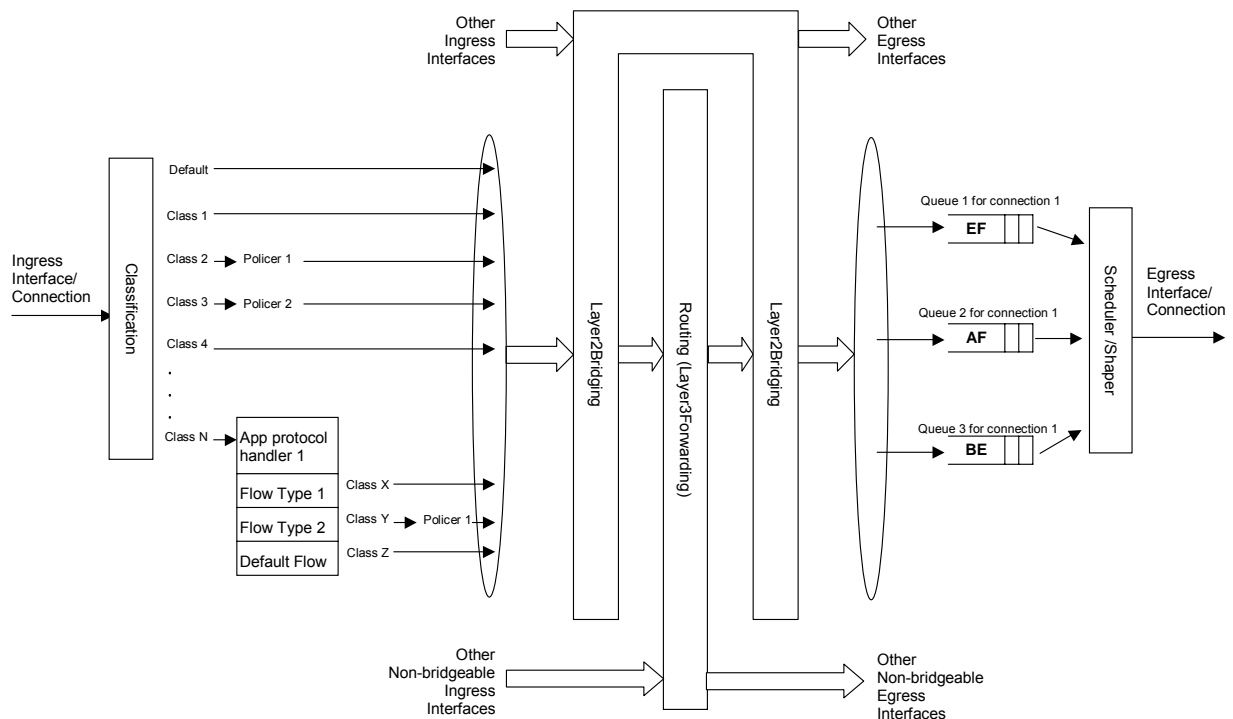 Other
Ingress
Interfaces
Other
Egress
Interfaces
Ingress
Interface/
Connection
Classification
Default
Class 1
Class 2
Policer 1
Class 3
Policer 2
Class 4
.
.
.
Class N
App protocol
handler 1
Flow Type 1
Class X
Flow Type 2
Class Y
Policer 1
Default Flow
Class Z
Layer2Bridging
Routing (Layer3Forwarding)
Layer2Bridging
Queue 1 for connection 1
EF
Queue 2 for connection 1
AF
Queue 3 for connection 1
BE
Scheduler /Shaper
Egress
Interface/
Connection
Other
Non-bridgeable
Ingress
Interfaces
Other
Non-bridgeable
Egress
Interfaces